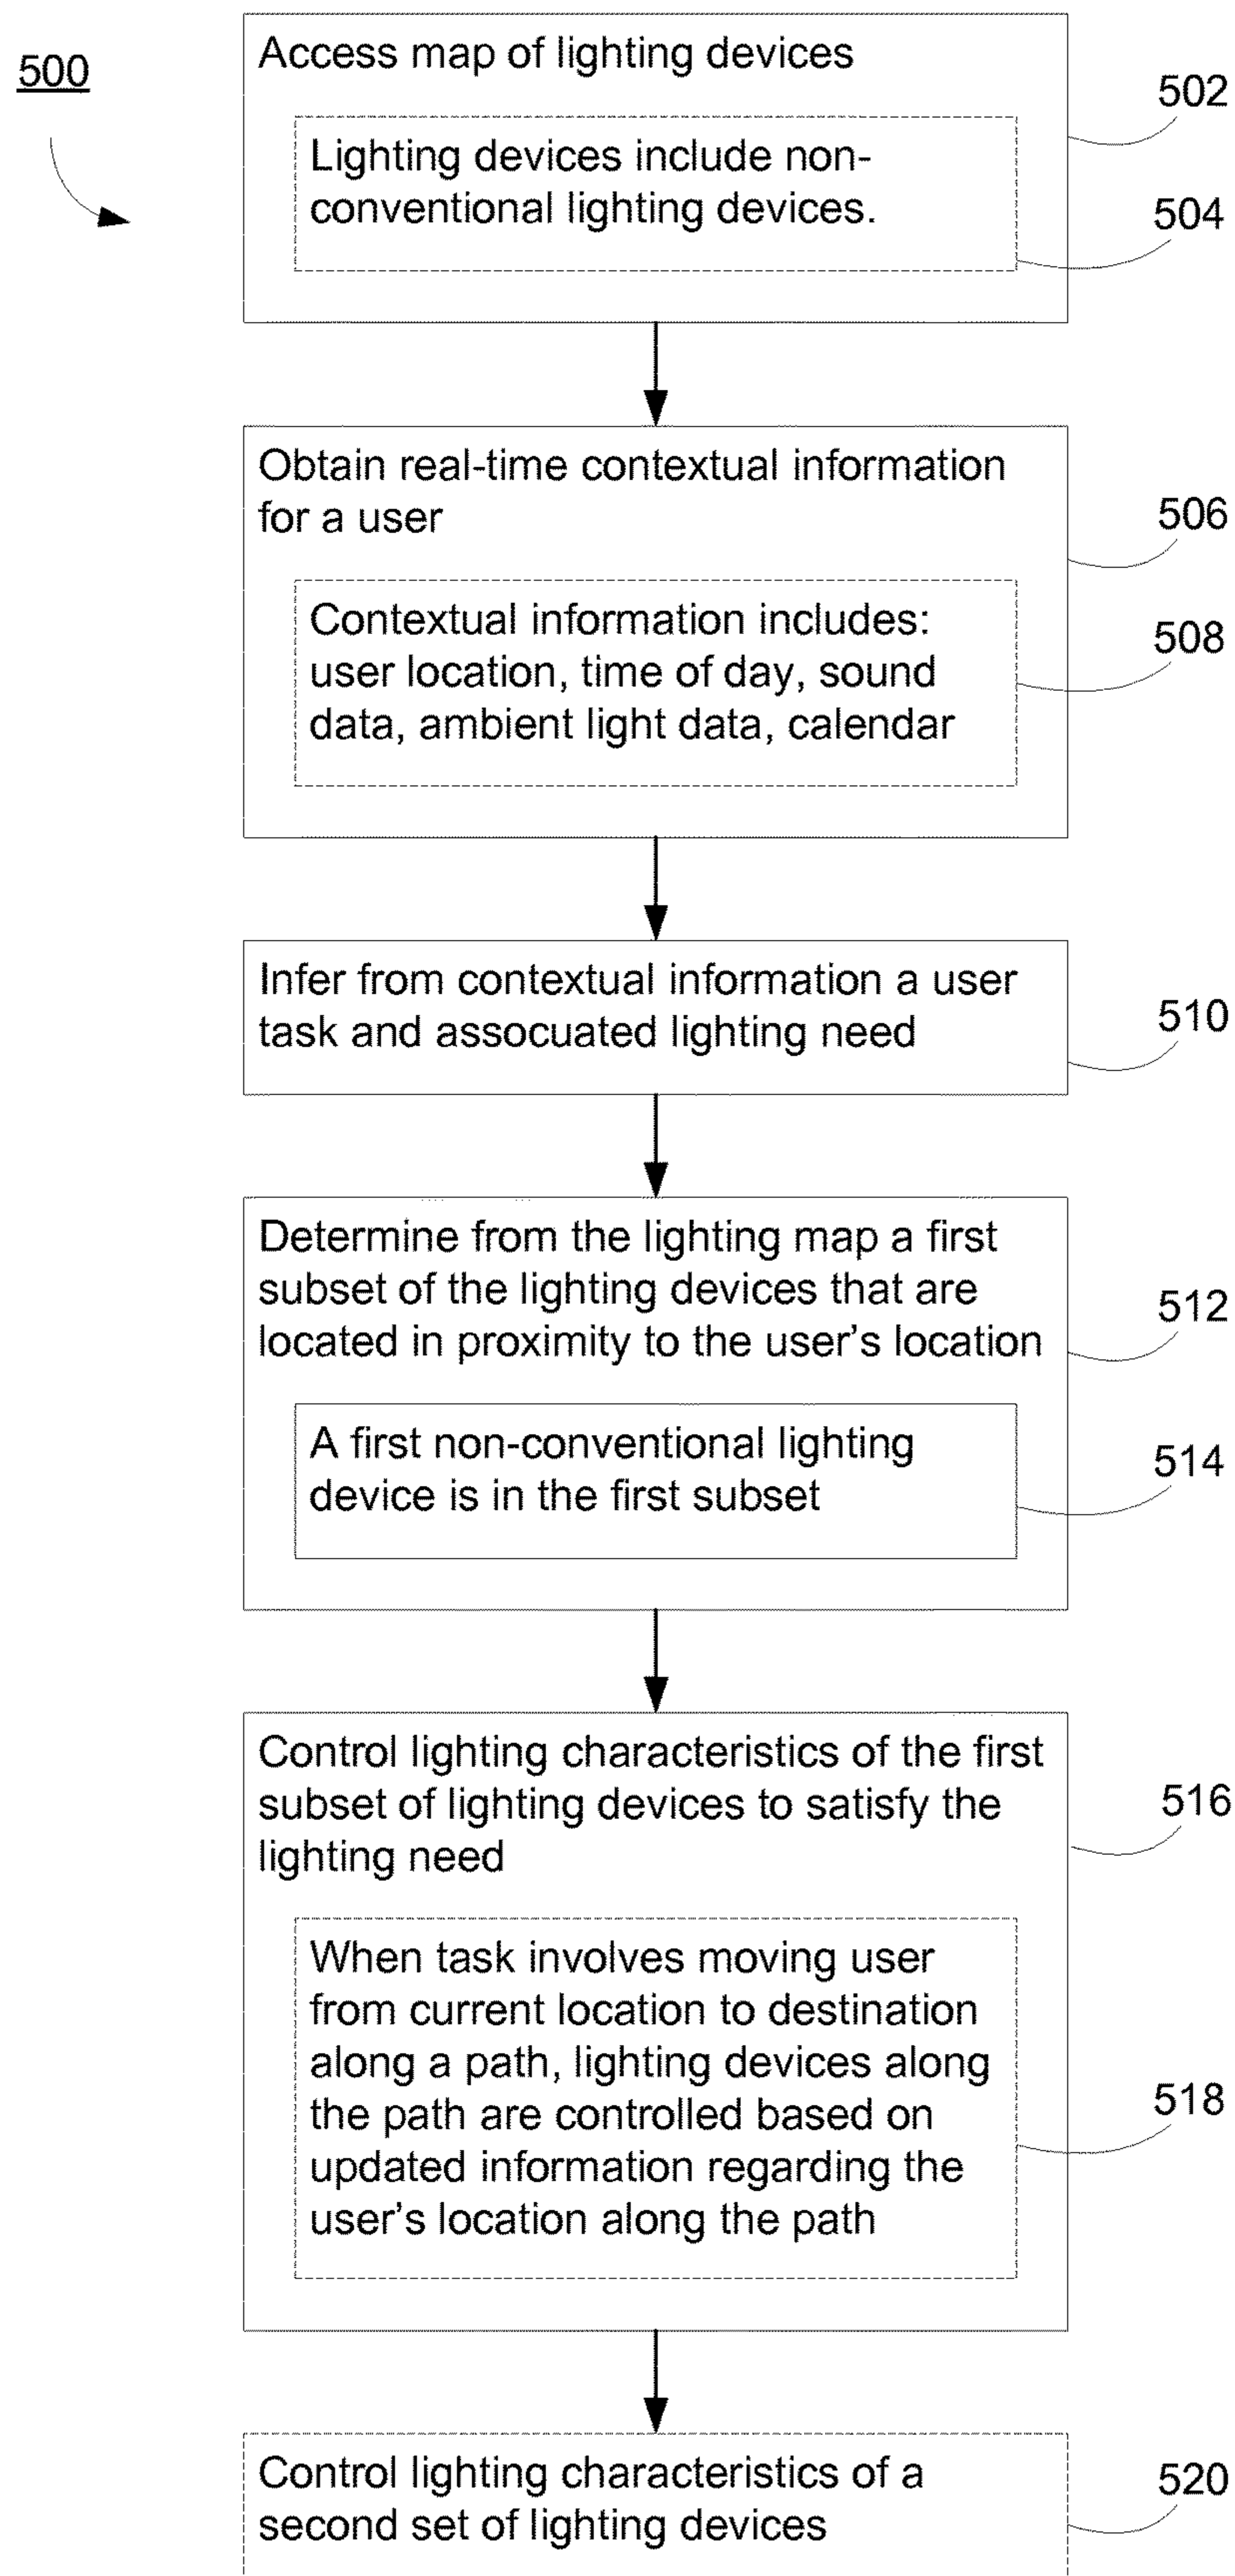 500
Access map of lighting devices
502
Lighting devices include non-
conventional lighting devices.
504
Obtain real-time contextual information
for a user
506
Contextual information includes:
user location, time of day, sound
data, ambient light data, calendar
508
Infer from contextual information a user
task and assocuated lighting need
510
Determine from the lighting map a first
subset of the lighting devices that are
located in proximity to the user’s location
512
A first non-conventional lighting
device is in the first subset
514
Control lighting characteristics of the first
subset of lighting devices to satisfy the
lighting need
516
When task involves moving user
from current location to destination
along a path, lighting devices along
the path are controlled based on
updated information regarding the
user’s location along the path
518
Control lighting characteristics of a
second set of lighting devices
520